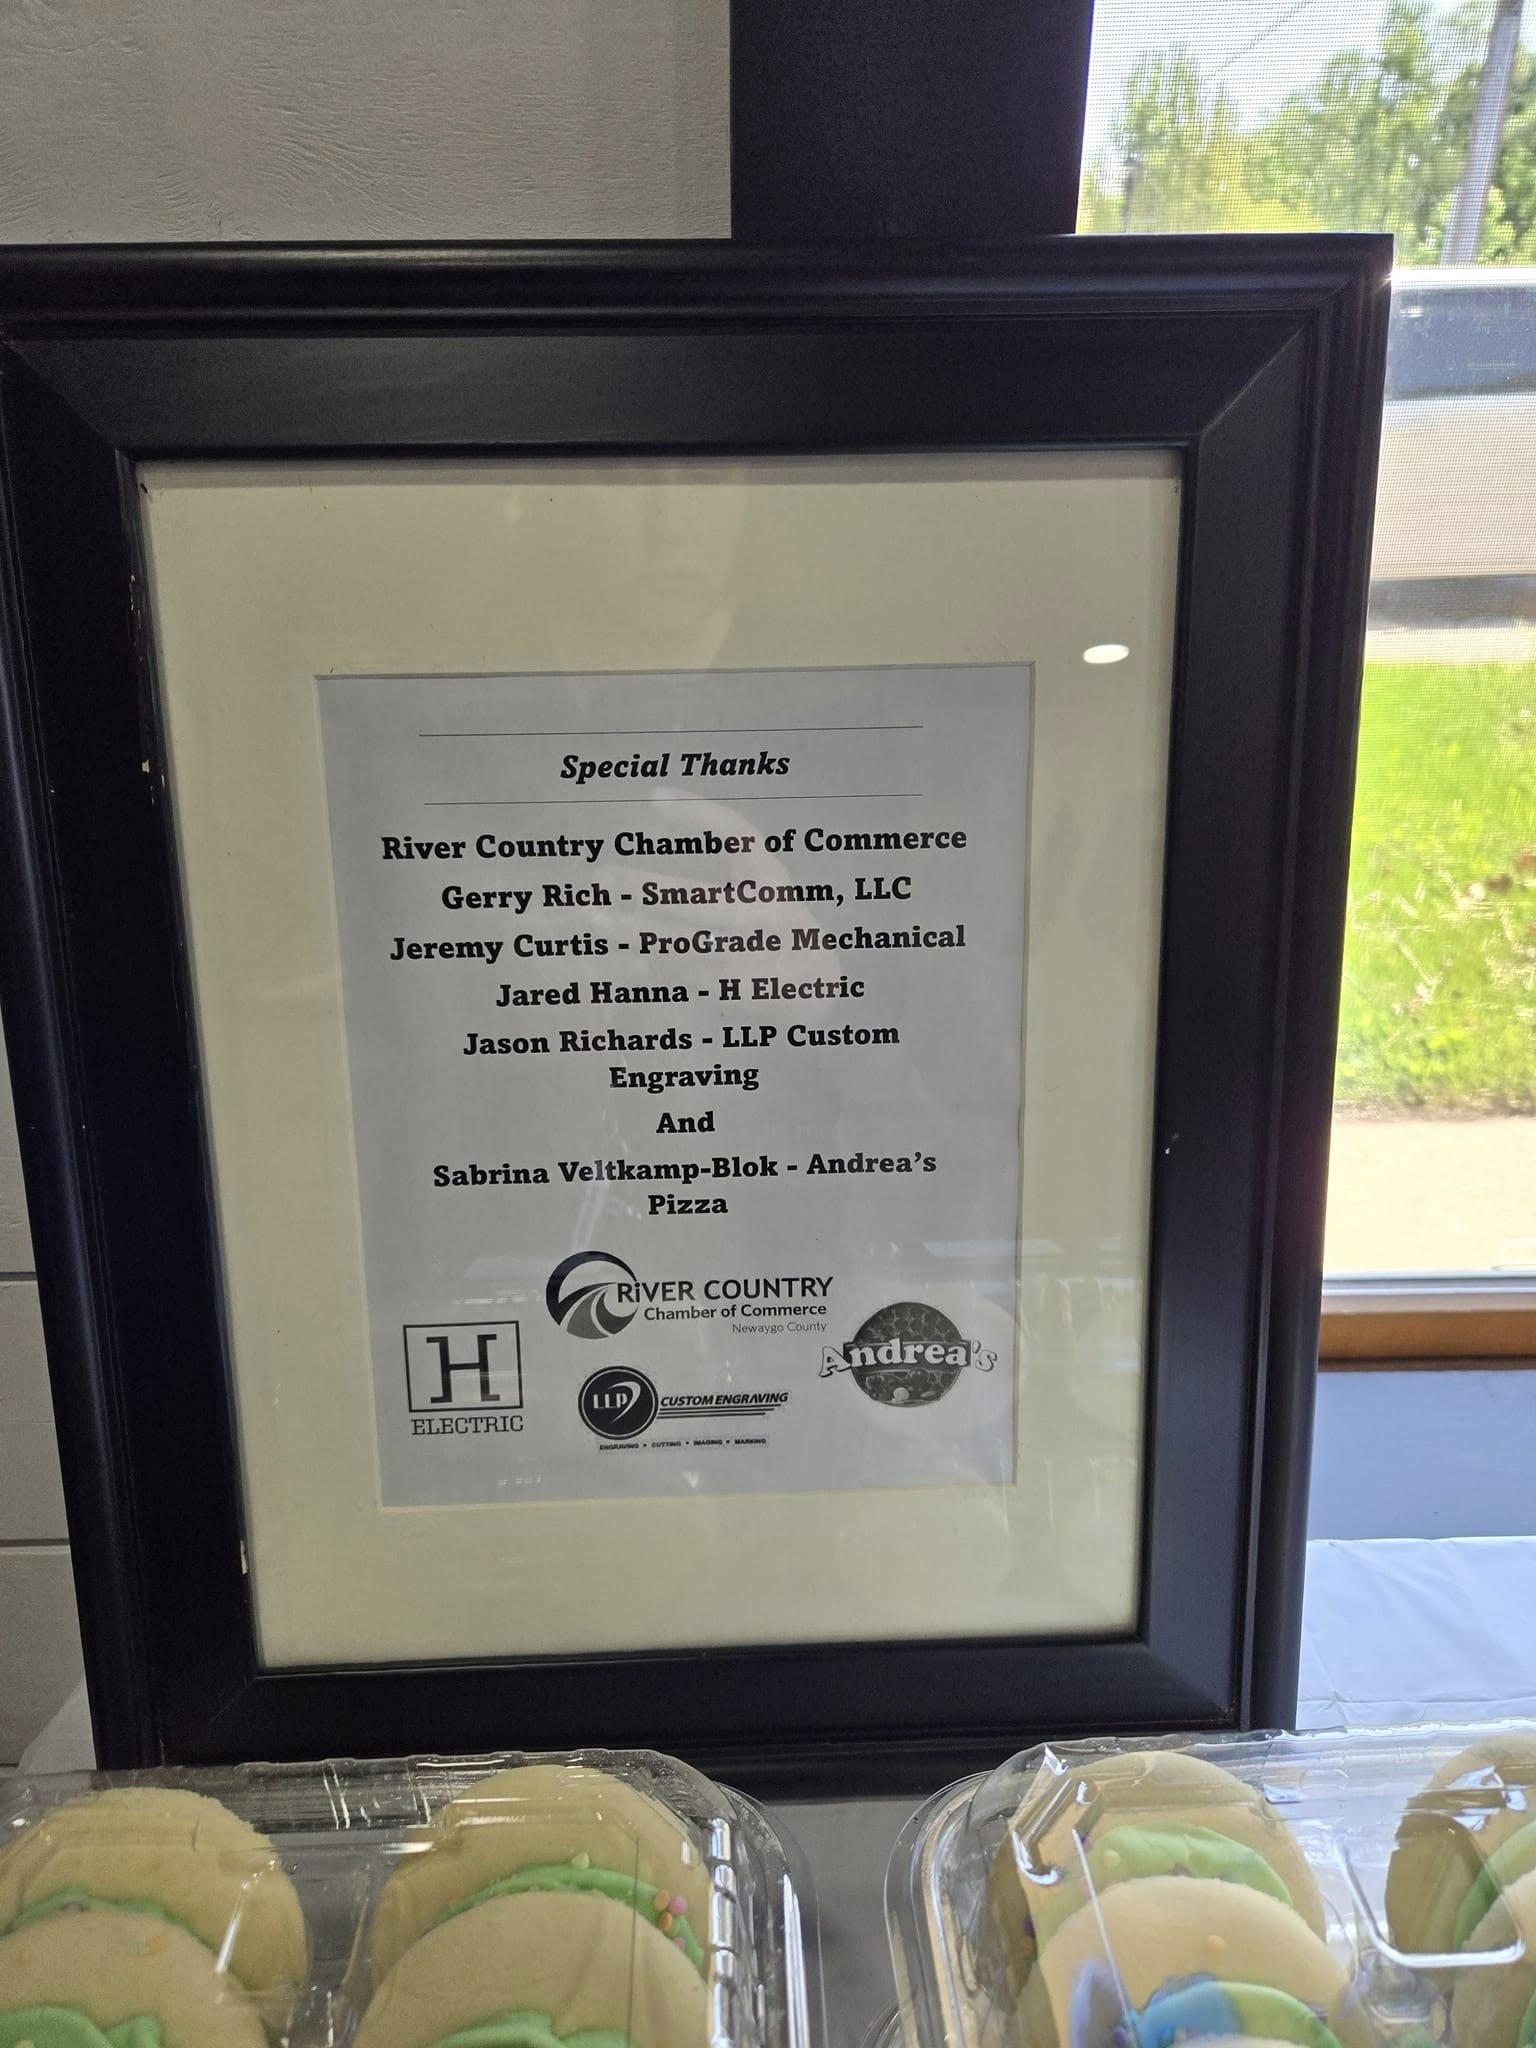 Special Thanks
River Country Chamber of Commerce
Gerry Rich - SmartComm, LLC
Jeremy Curtis - ProGrade Mechanical
Jared Hanna - H Electric
Jason Richards - LLP Custom
Engraving
And
Sabrina Veltkamp-Blok - Andrea's
Pizza
RiVER COUNTRY
Chamber of Commerce
Newaygo County
H
ELECTRIC
LLP CUSTOM ENGRAVING
ENGRAVING • CUTTING • IMAGING • MARKING
Andrea's